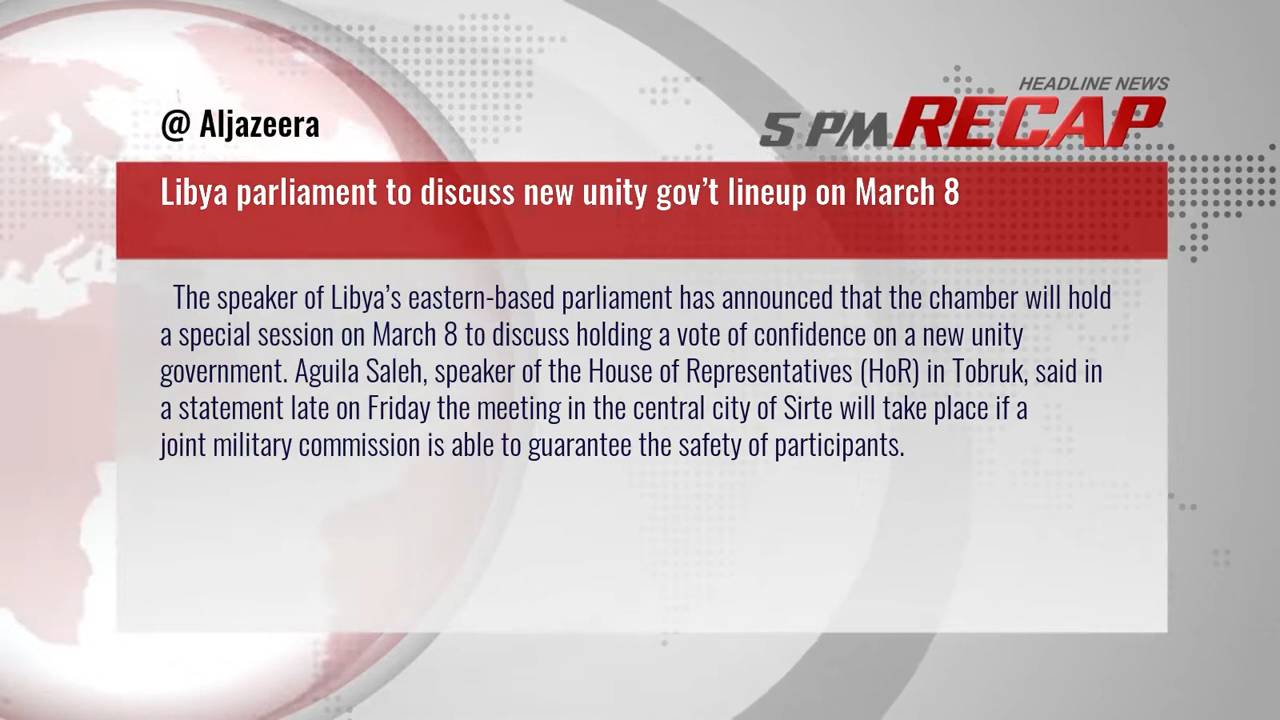 HEADLINE NEWS
@ Aljazeera
5 PM RECAP
Libya parliament to discuss new unity gov’t lineup on March 8
The speaker of Libya’s eastern-based parliament has announced that the chamber will hold
a special session on March 8 to discuss holding a vote of confidence on a new unity
government. Aguila Saleh, speaker of the House of Representatives (HoR) in Tobruk, said in
a statement late on Friday the meeting in the central city of Sirte will take place if a
joint military commission is able to guarantee the safety of participants.